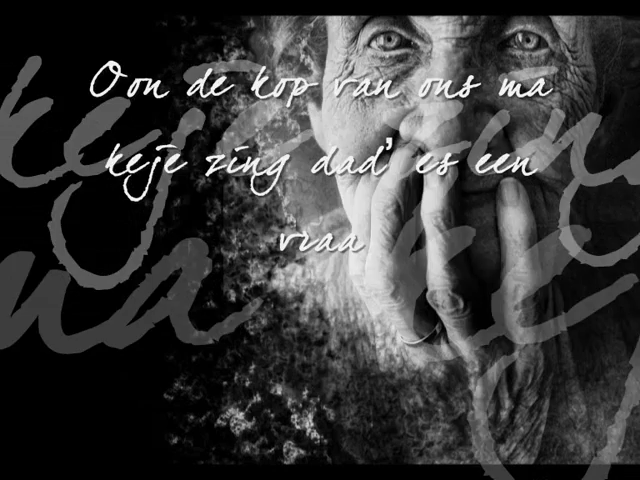 Oon de kop van ons ma
keje zing dad' es een
vraa